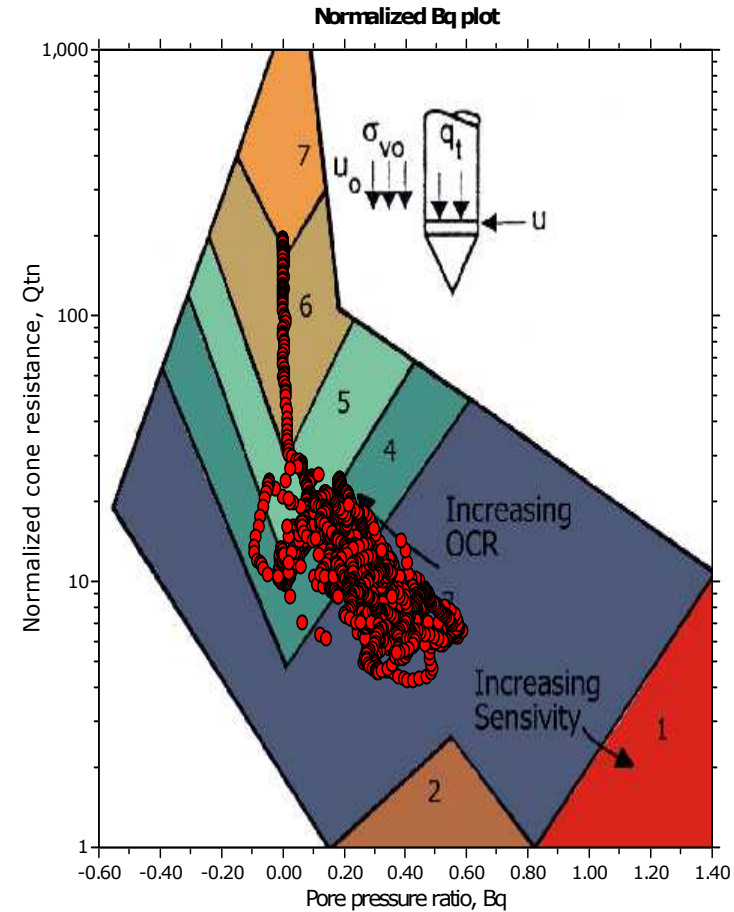 Normalized Bq plot
1,000
100
10
1
Normalized cone resistance, Qtn
7
6
5
4
3
2
1
σvo
uo
qt
u
Increasing
OCR
Increasing
Sensivity
-0.60 -0.40 -0.20 0.00 0.20 0.40 0.60 0.80 1.00 1.20 1.40
Pore pressure ratio, Bq